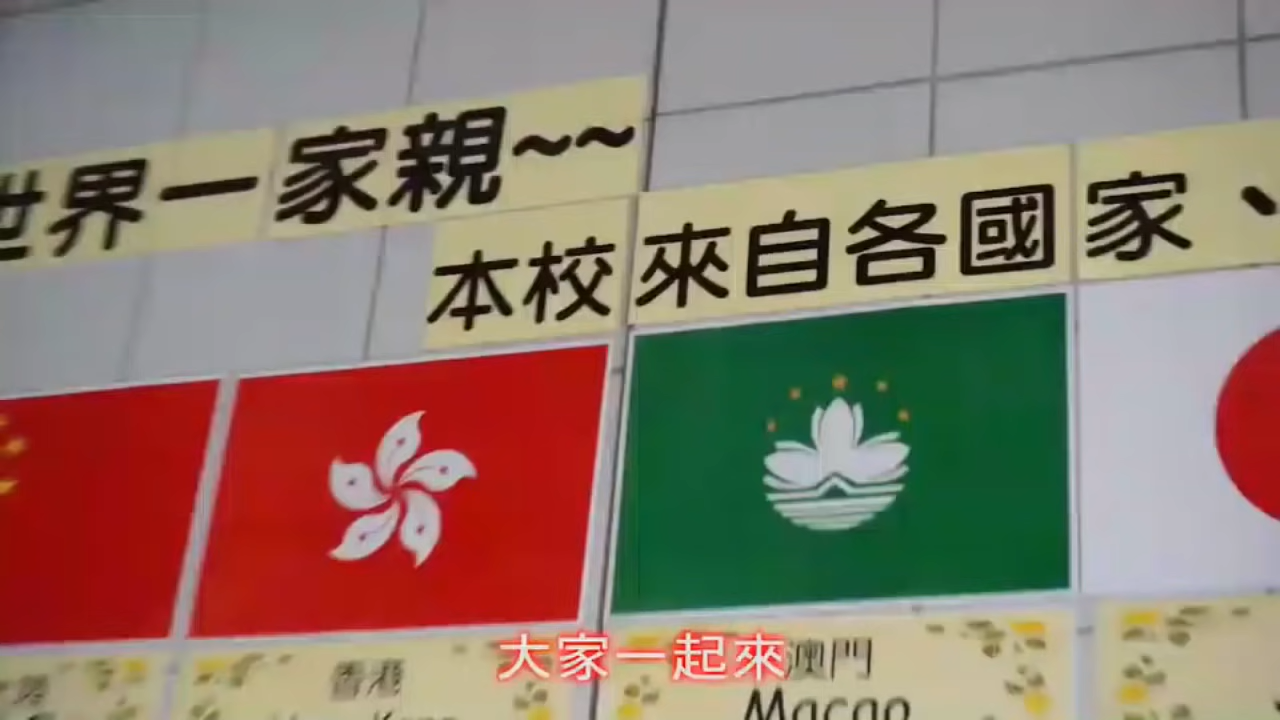 世界一家親~~
本校來自各國家、
香港
澳門
Macao
大家一起來